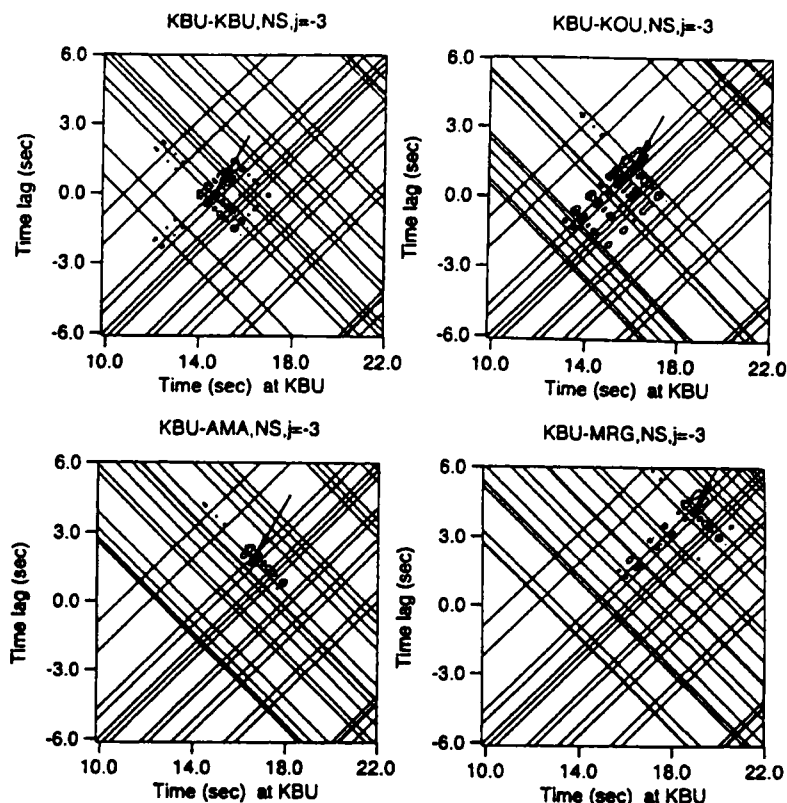 KBU-KBU,NS,j=-3
KBU-KOU,NS,j=-3
6.0
3.0
0.0
-3.0
-6.0
Time lag (sec)
10.0 14.0 18.0 22.0
Time (sec) at KBU
6.0
3.0
0.0
-3.0
-6.0
Time lag (sec)
10.0 14.0 18.0 22.0
Time (sec) at KBU
KBU-AMA,NS,j=-3
KBU-MRG,NS,j=-3
6.0
3.0
0.0
-3.0
-6.0
Time lag (sec)
10.0 14.0 18.0 22.0
Time (sec) at KBU
6.0
3.0
0.0
-3.0
-6.0
Time lag (sec)
10.0 14.0 18.0 22.0
Time (sec) at KBU